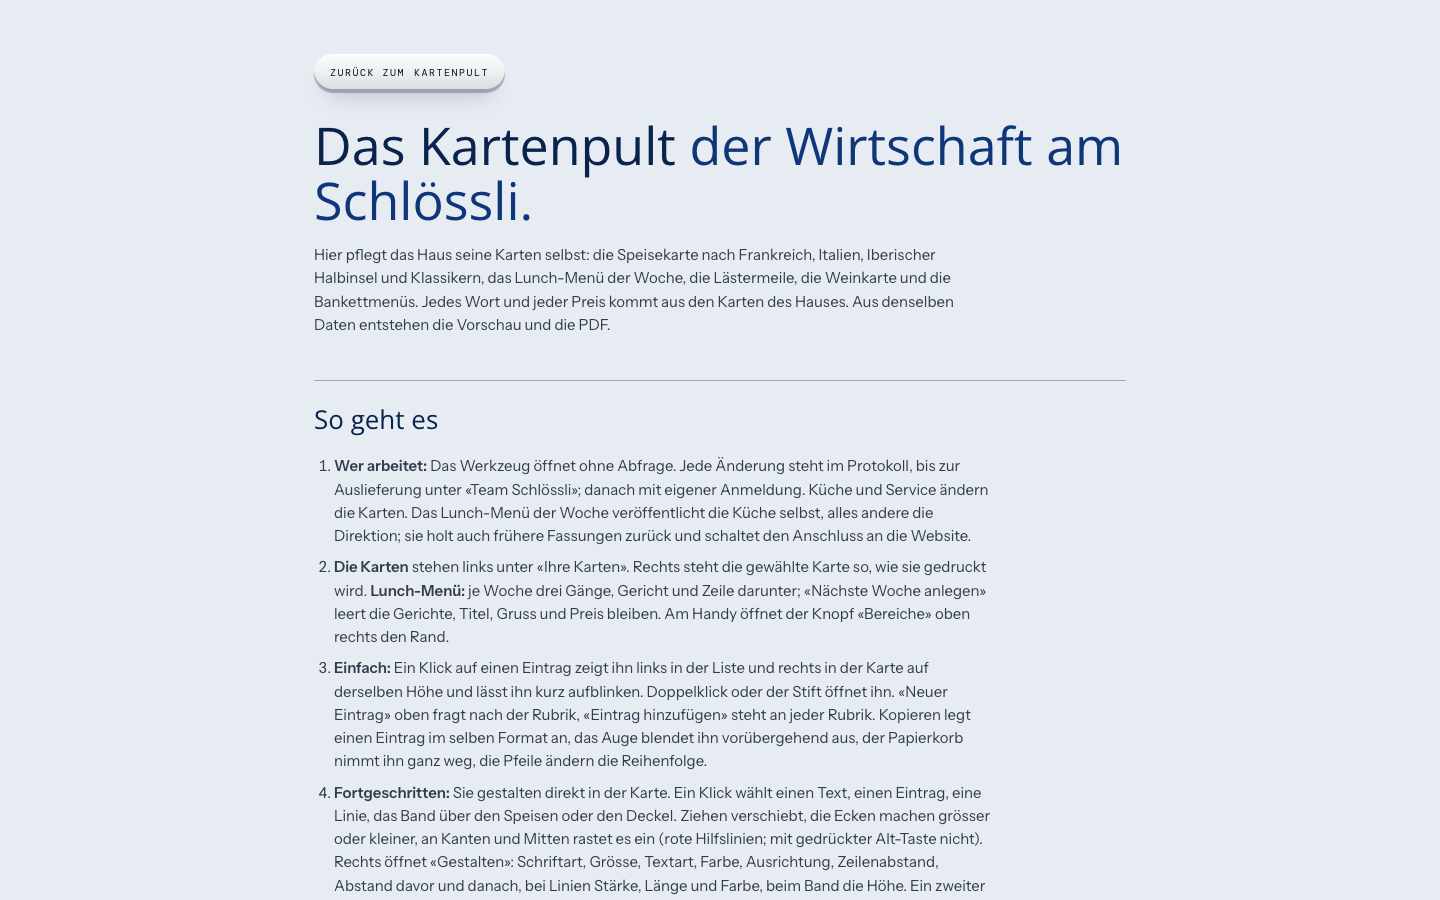 ZURÜCK ZUM KARTENPULT
Das Kartenpult der Wirtschaft am
Schlössli.
Hier pflegt das Haus seine Karten selbst: die Speisekarte nach Frankreich, Italien, Iberischer
Halbinsel und Klassikern, das Lunch-Menü der Woche, die Lästermeile, die Weinkarte und die
Bankettmenüs. Jedes Wort und jeder Preis kommt aus den Karten des Hauses. Aus denselben
Daten entstehen die Vorschau und die PDF.
So geht es
1. Wer arbeitet: Das Werkzeug öffnet ohne Abfrage. Jede Änderung steht im Protokoll, bis zur
Auslieferung unter «Team Schlössli»; danach mit eigener Anmeldung. Küche und Service ändern
die Karten. Das Lunch-Menü der Woche veröffentlicht die Küche selbst, alles andere die
Direktion; sie holt auch frühere Fassungen zurück und schaltet den Anschluss an die Website.
2. Die Karten stehen links unter «Ihre Karten». Rechts steht die gewählte Karte so, wie sie gedruckt
wird. Lunch-Menü: je Woche drei Gänge, Gericht und Zeile darunter; «Nächste Woche anlegen»
leert die Gerichte, Titel, Gruss und Preis bleiben. Am Handy öffnet der Knopf «Bereiche» oben
rechts den Rand.
3. Einfach: Ein Klick auf einen Eintrag zeigt ihn links in der Liste und rechts in der Karte auf
derselben Höhe und lässt ihn kurz aufblinken. Doppelklick oder der Stift öffnet ihn. «Neuer
Eintrag» oben fragt nach der Rubrik, «Eintrag hinzufügen» steht an jeder Rubrik. Kopieren legt
einen Eintrag im selben Format an, das Auge blendet ihn vorübergehend aus, der Papierkorb
nimmt ihn ganz weg, die Pfeile ändern die Reihenfolge.
4. Fortgeschritten: Sie gestalten direkt in der Karte. Ein Klick wählt einen Text, einen Eintrag, eine
Linie, das Band über den Speisen oder den Deckel. Ziehen verschiebt, die Ecken machen grösser
oder kleiner, an Kanten und Mitten rastet es ein (rote Hilfslinien; mit gedrückter Alt-Taste nicht).
Rechts öffnet «Gestalten»: Schriftart, Grösse, Textart, Farbe, Ausrichtung, Zeilenabstand,
Abstand davor und danach, bei Linien Stärke, Länge und Farbe, beim Band die Höhe. Ein zweiter